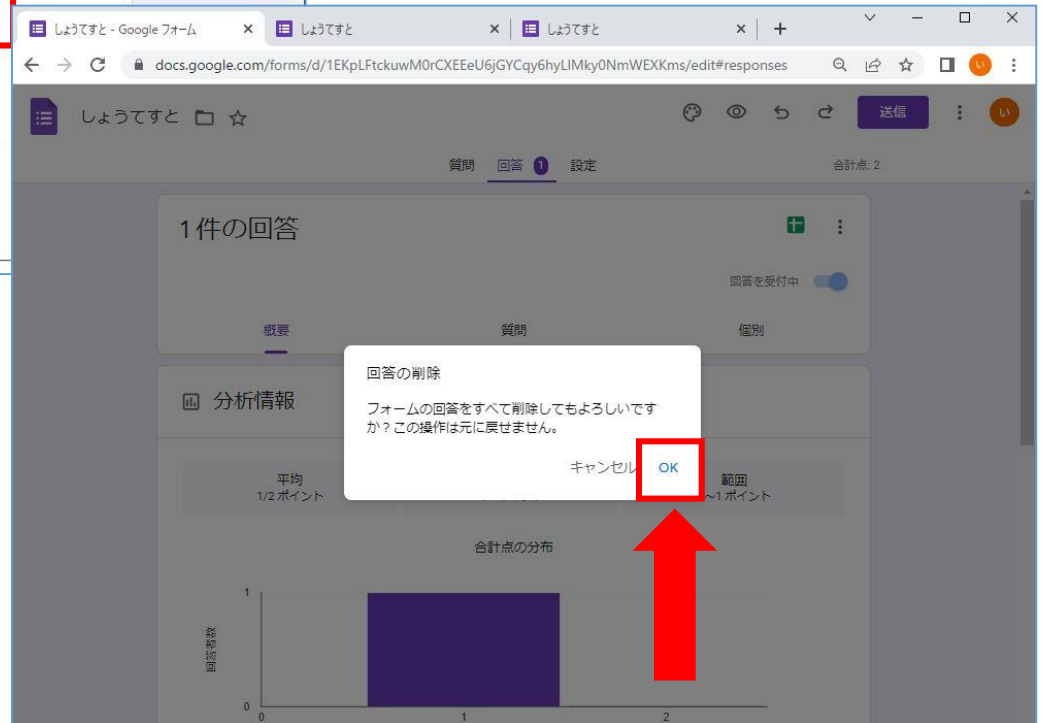 しょうてすと - Google フォーム
しょうてすと
しょうてすと
docs.google.com/forms/d/1EKpLFtckuwM0rCXEEeU6jGYCqy6hyLIMky0NmWEXKms/edit#responses
い
しょうてすと
送信
い
質問 回答 1 設定
合計点: 2
1件の回答
回答を受付中
概要 質問 個別
回答の削除
フォームの回答をすべて削除してもよろしいです
か？この操作は元に戻せません。
キャンセル OK
分析情報
平均
1/2 ポイント
範囲
～1 ポイント
合計点の分布
回答者数
1
0
0 1 2